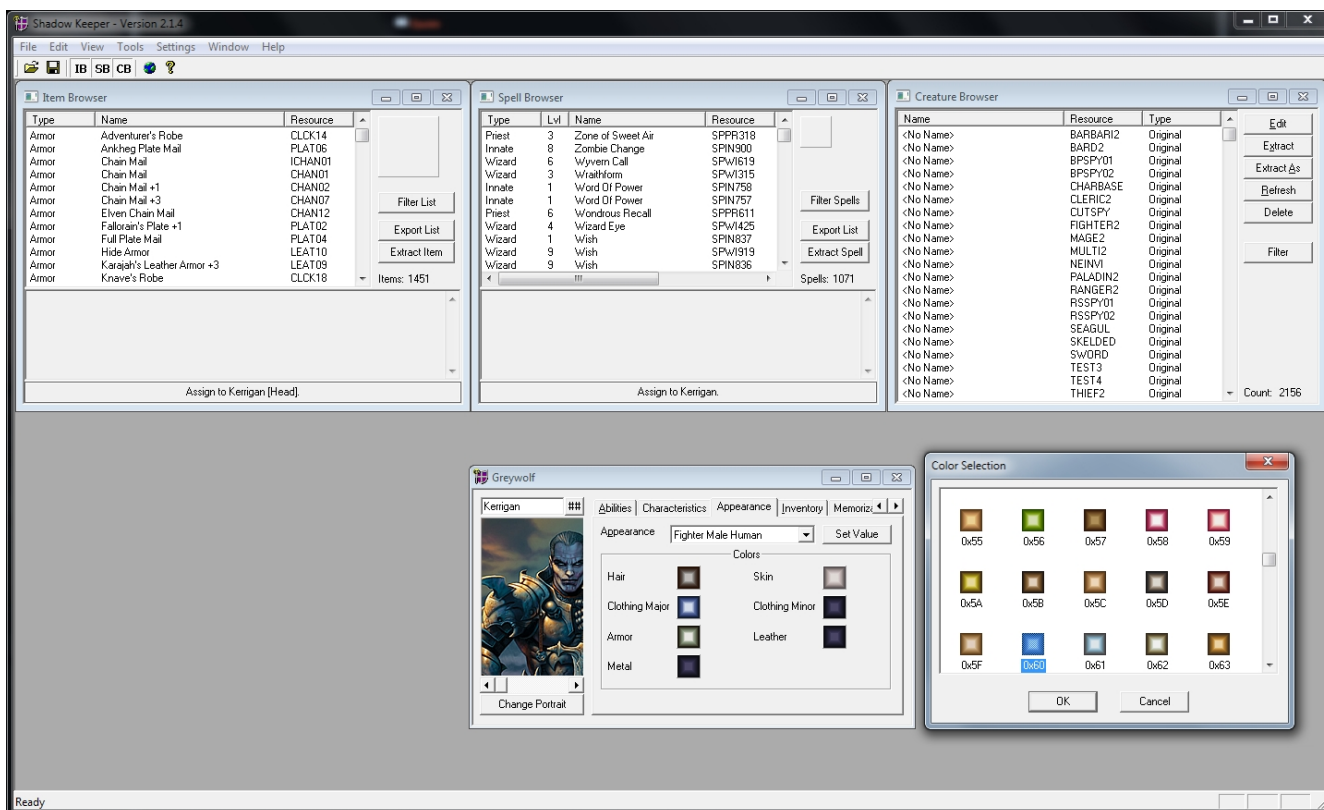 Shadow Keeper - Version 2.1.4
File Edit View Tools Settings Window Help
IB SB CB
Item Browser
Type Name Resource
Armor Adventurer's Robe CLCK14
Armor Ankheg Plate Mail PLAT06
Armor Chain Mail ICHAN01
Armor Chain Mail CHAN01
Armor Chain Mail +1 CHAN02
Armor Chain Mail +3 CHAN07
Armor Elven Chain Mail CHAN12
Armor Fallorain's Plate +1 PLAT02
Armor Full Plate Mail PLAT04
Armor Hide Armor LEAT10
Armor Karajah's Leather Armor +3 LEAT09
Armor Knave's Robe CLCK18
Filter List
Export List
Extract Item
Items: 1451
Assign to Kerrigan [Head].
Spell Browser
Type Lvl Name Resource
Priest 3 Zone of Sweet Air SPPR318
Innate 8 Zombie Change SPIN900
Wizard 6 Wyvern Call SPWI619
Wizard 3 Wraithform SPWI315
Innate 1 Word Of Power SPIN758
Innate 1 Word Of Power SPIN757
Priest 6 Wondrous Recall SPPR611
Wizard 4 Wizard Eye SPWI425
Wizard 1 Wish SPIN837
Wizard 9 Wish SPWI919
Wizard 9 Wish SPIN836
Filter Spells
Export List
Extract Spell
Spells: 1071
Assign to Kerrigan.
Creature Browser
Name Resource Type
<No Name> BARBARI2 Original
<No Name> BARD2 Original
<No Name> BPSPY01 Original
<No Name> BPSPY02 Original
<No Name> CHARBASE Original
<No Name> CLERIC2 Original
<No Name> CUTSPY Original
<No Name> FIGHTER2 Original
<No Name> MAGE2 Original
<No Name> MULTI2 Original
<No Name> NEINVI Original
<No Name> PALADIN2 Original
<No Name> RANGER2 Original
<No Name> RSSPY01 Original
<No Name> RSSPY02 Original
<No Name> SEAGUL Original
<No Name> SKELDED Original
<No Name> SWORD Original
<No Name> TEST3 Original
<No Name> TEST4 Original
<No Name> THIEF2 Original
Edit
Extract
Extract As
Refresh
Delete
Filter
Count: 2156
Greywolf
Kerrigan ##
Change Portrait
Abilities Characteristics Appearance Inventory Memoriz
Appearance Fighter Male Human Set Value
Colors
Hair Skin
Clothing Major Clothing Minor
Armor Leather
Metal
Color Selection
0x55 0x56 0x57 0x58 0x59
0x5A 0x5B 0x5C 0x5D 0x5E
0x5F 0x60 0x61 0x62 0x63
OK Cancel
Ready